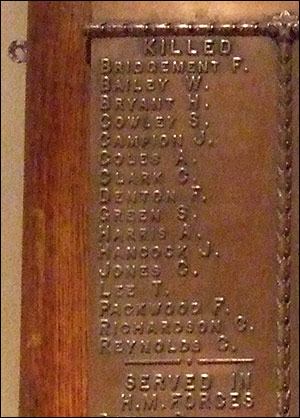 KILLED
BRIDGEMENT F.
BAILEY W.
BRYANT H.
COWLEY S.
CAMPION J.
COLES A.
CLARK G.
DENTON F.
GREEN S.
HARRIS A.
HANCOCK J.
JONES G.
LEE T.
PACKWOOD F.
RICHARDSON C.
REYNOLDS C.
SERVED IN
H.M. FORCES